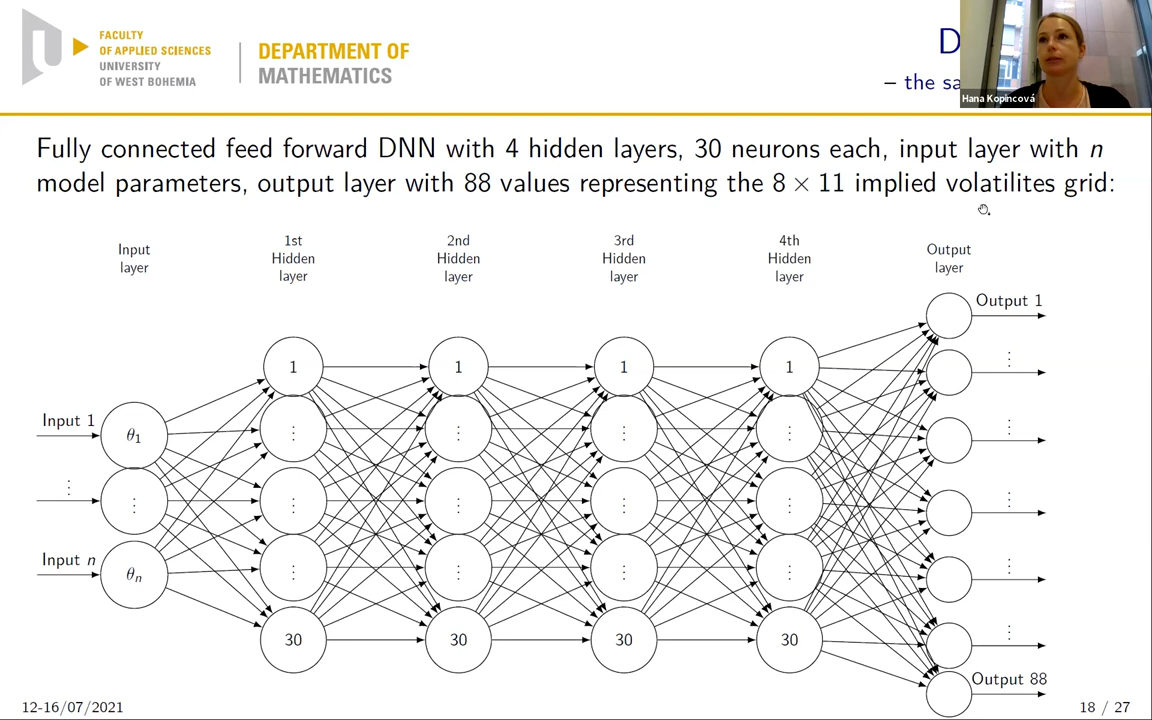 FACULTY
OF APPLIED SCIENCES
UNIVERSITY
OF WEST BOHEMIA
DEPARTMENT OF
MATHEMATICS
– the
Hana Kopincová
Fully connected feed forward DNN with 4 hidden layers, 30 neurons each, input layer with n
model parameters, output layer with 88 values representing the 8 × 11 implied volatilites grid:
Input
layer
1st
Hidden
layer
2nd
Hidden
layer
3rd
Hidden
layer
4th
Hidden
layer
Output
layer
Input 1
⋮
Input n
θ₁
⋮
θₙ
1
⋮
⋮
⋮
30
1
⋮
⋮
⋮
30
1
⋮
⋮
⋮
30
1
⋮
⋮
⋮
30
Output 1
⋮
⋮
⋮
⋮
⋮
Output 88
12-16/07/2021
18 / 27